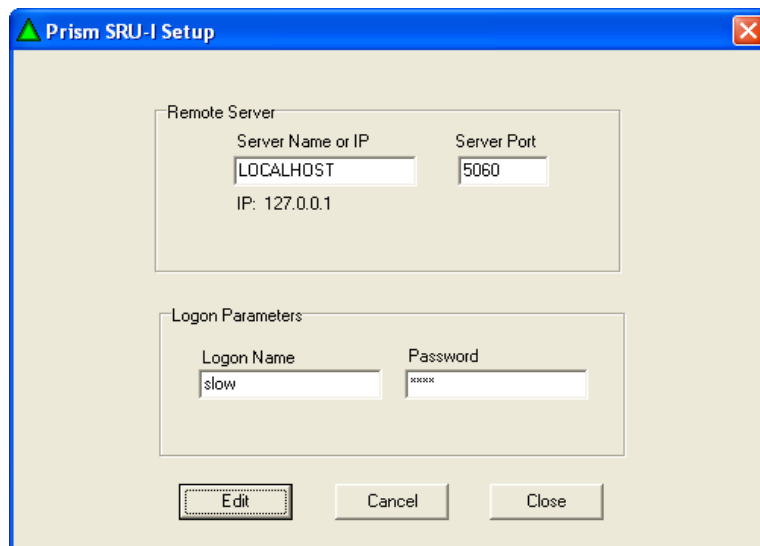 Prism SRU-I Setup
Remote Server
Server Name or IP Server Port
LOCALHOST 5060
IP: 127.0.0.1
Logon Parameters
Logon Name Password
slow ****
Edit Cancel Close